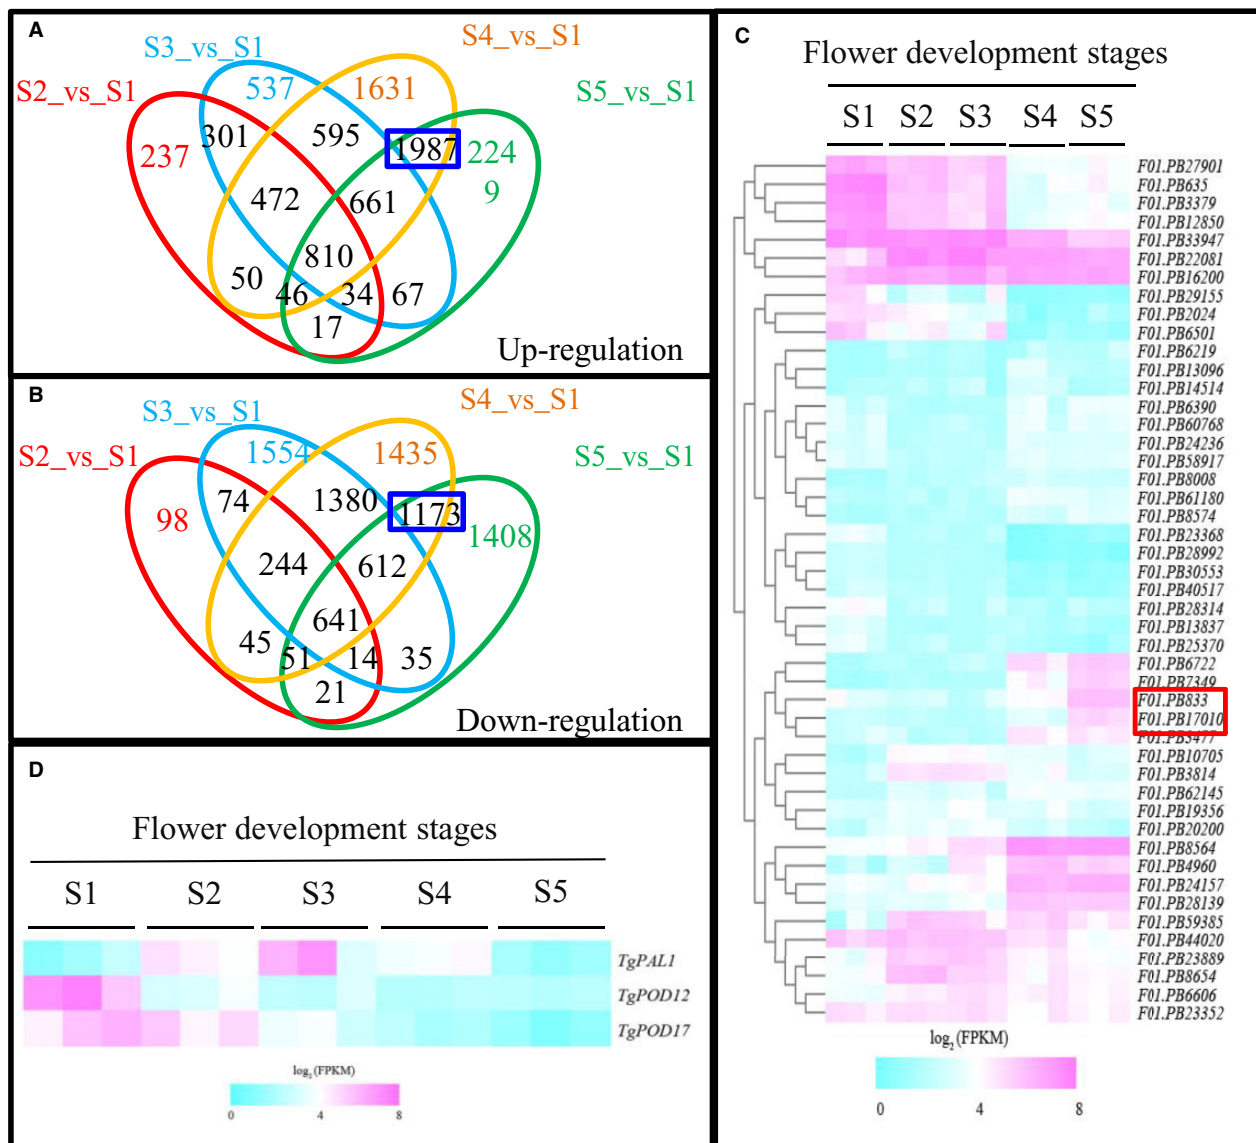 A
S3_vs_S1
S4_vs_S1
S2_vs_S1
S5_vs_S1
537
1631
301
595
1987
237
224
9
472
661
810
50
46
34
67
17
Up-regulation
B
S3_vs_S1
S4_vs_S1
S2_vs_S1
S5_vs_S1
1554
1435
74
1380
1173
98
1408
244
612
641
45
51
14
35
21
Down-regulation
C
Flower development stages
S1 S2 S3 S4 S5
F01.PB27901
F01.PB635
F01.PB3379
F01.PB12850
F01.PB33947
F01.PB22081
F01.PB16200
F01.PB29155
F01.PB2024
F01.PB6501
F01.PB6219
F01.PB13096
F01.PB14514
F01.PB6390
F01.PB60768
F01.PB24236
F01.PB58917
F01.PB8008
F01.PB61180
F01.PB8574
F01.PB23368
F01.PB28992
F01.PB30553
F01.PB40517
F01.PB28314
F01.PB13837
F01.PB25370
F01.PB6722
F01.PB7349
F01.PB833
F01.PB17010
F01.PB3477
F01.PB10705
F01.PB3814
F01.PB62145
F01.PB19356
F01.PB20200
F01.PB8564
F01.PB4960
F01.PB24157
F01.PB28139
F01.PB59385
F01.PB44020
F01.PB23889
F01.PB8654
F01.PB6606
F01.PB23352
log₂ (FPKM)
0 4 8
D
Flower development stages
S1 S2 S3 S4 S5
TgPAL1
TgPOD12
TgPOD17
log₂ (FPKM)
0 4 8